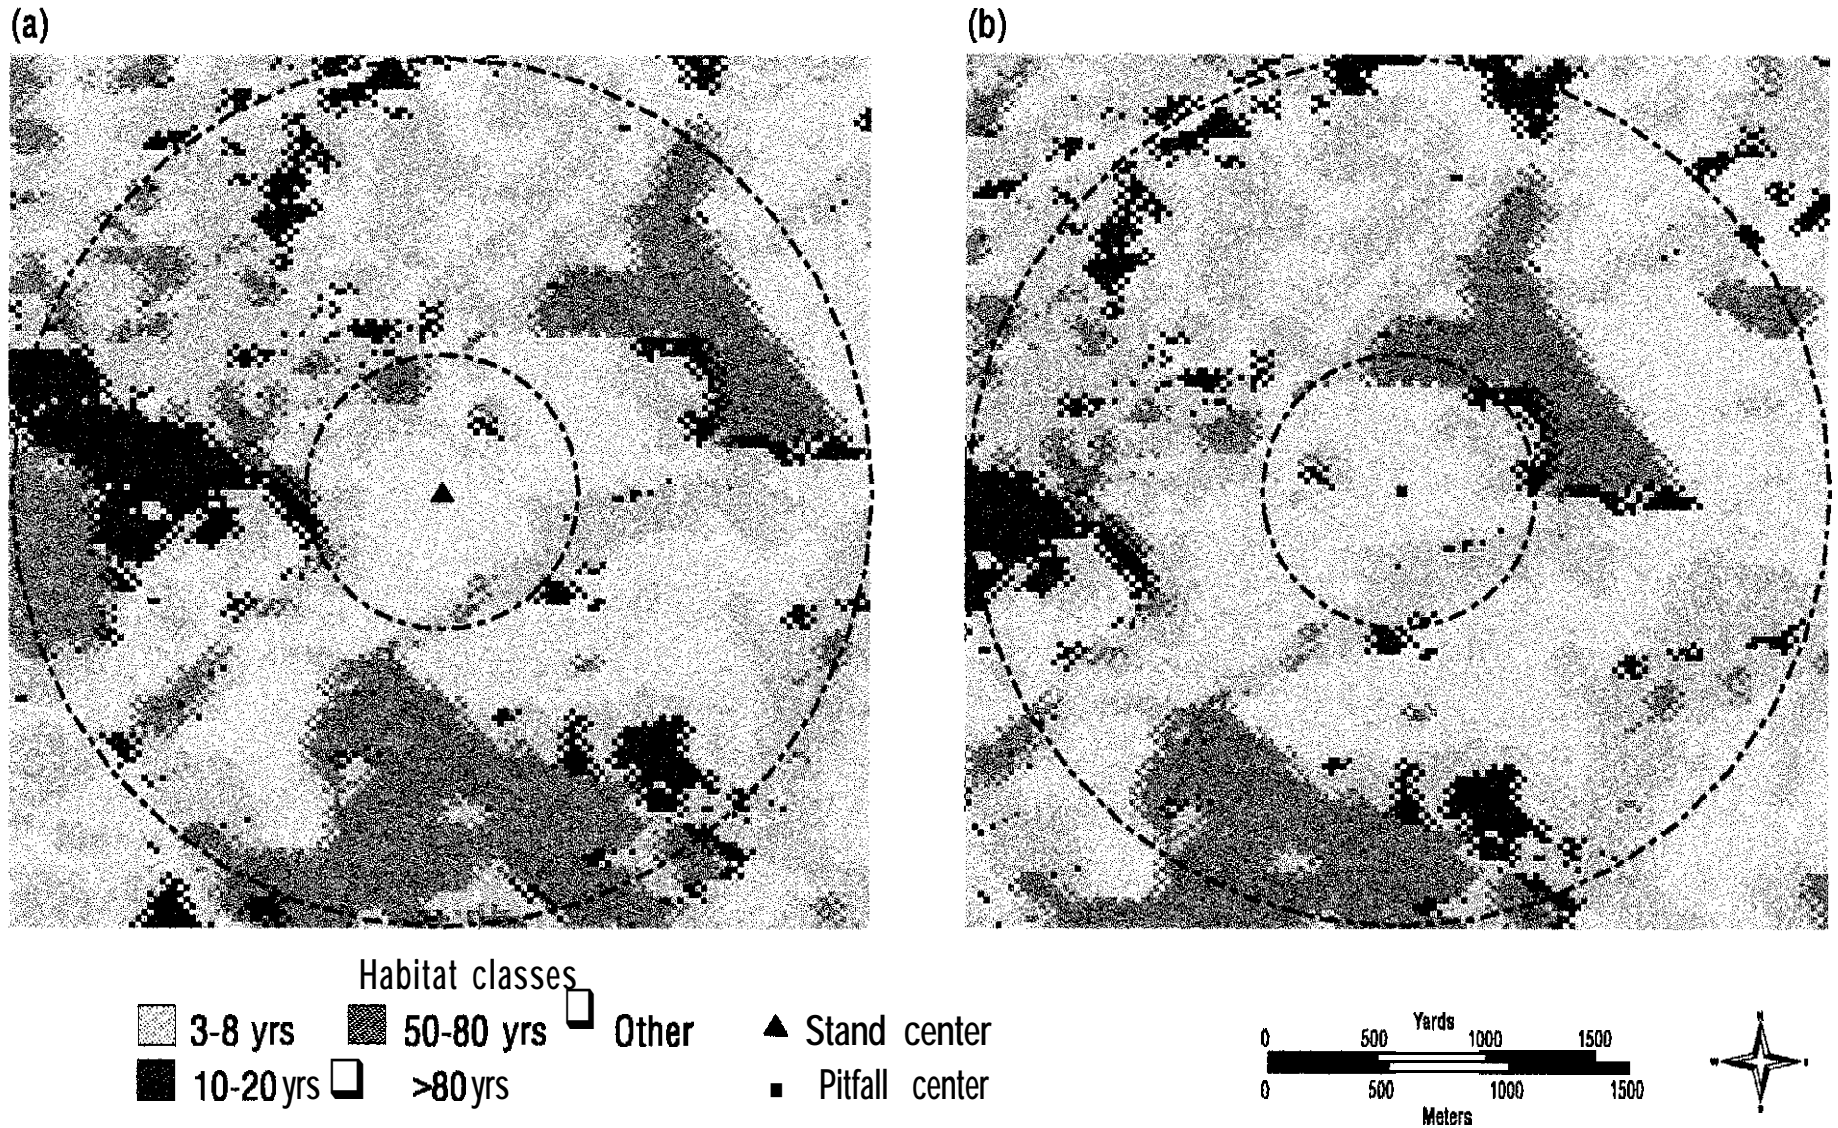 (a)
(b)
Habitat classes
3-8 yrs 50-80 yrs Other
10-20 yrs >80 yrs
Stand center
Pitfall center
Yards
0 500 1000 1500
0 500 1000 1500
Meters
N
W